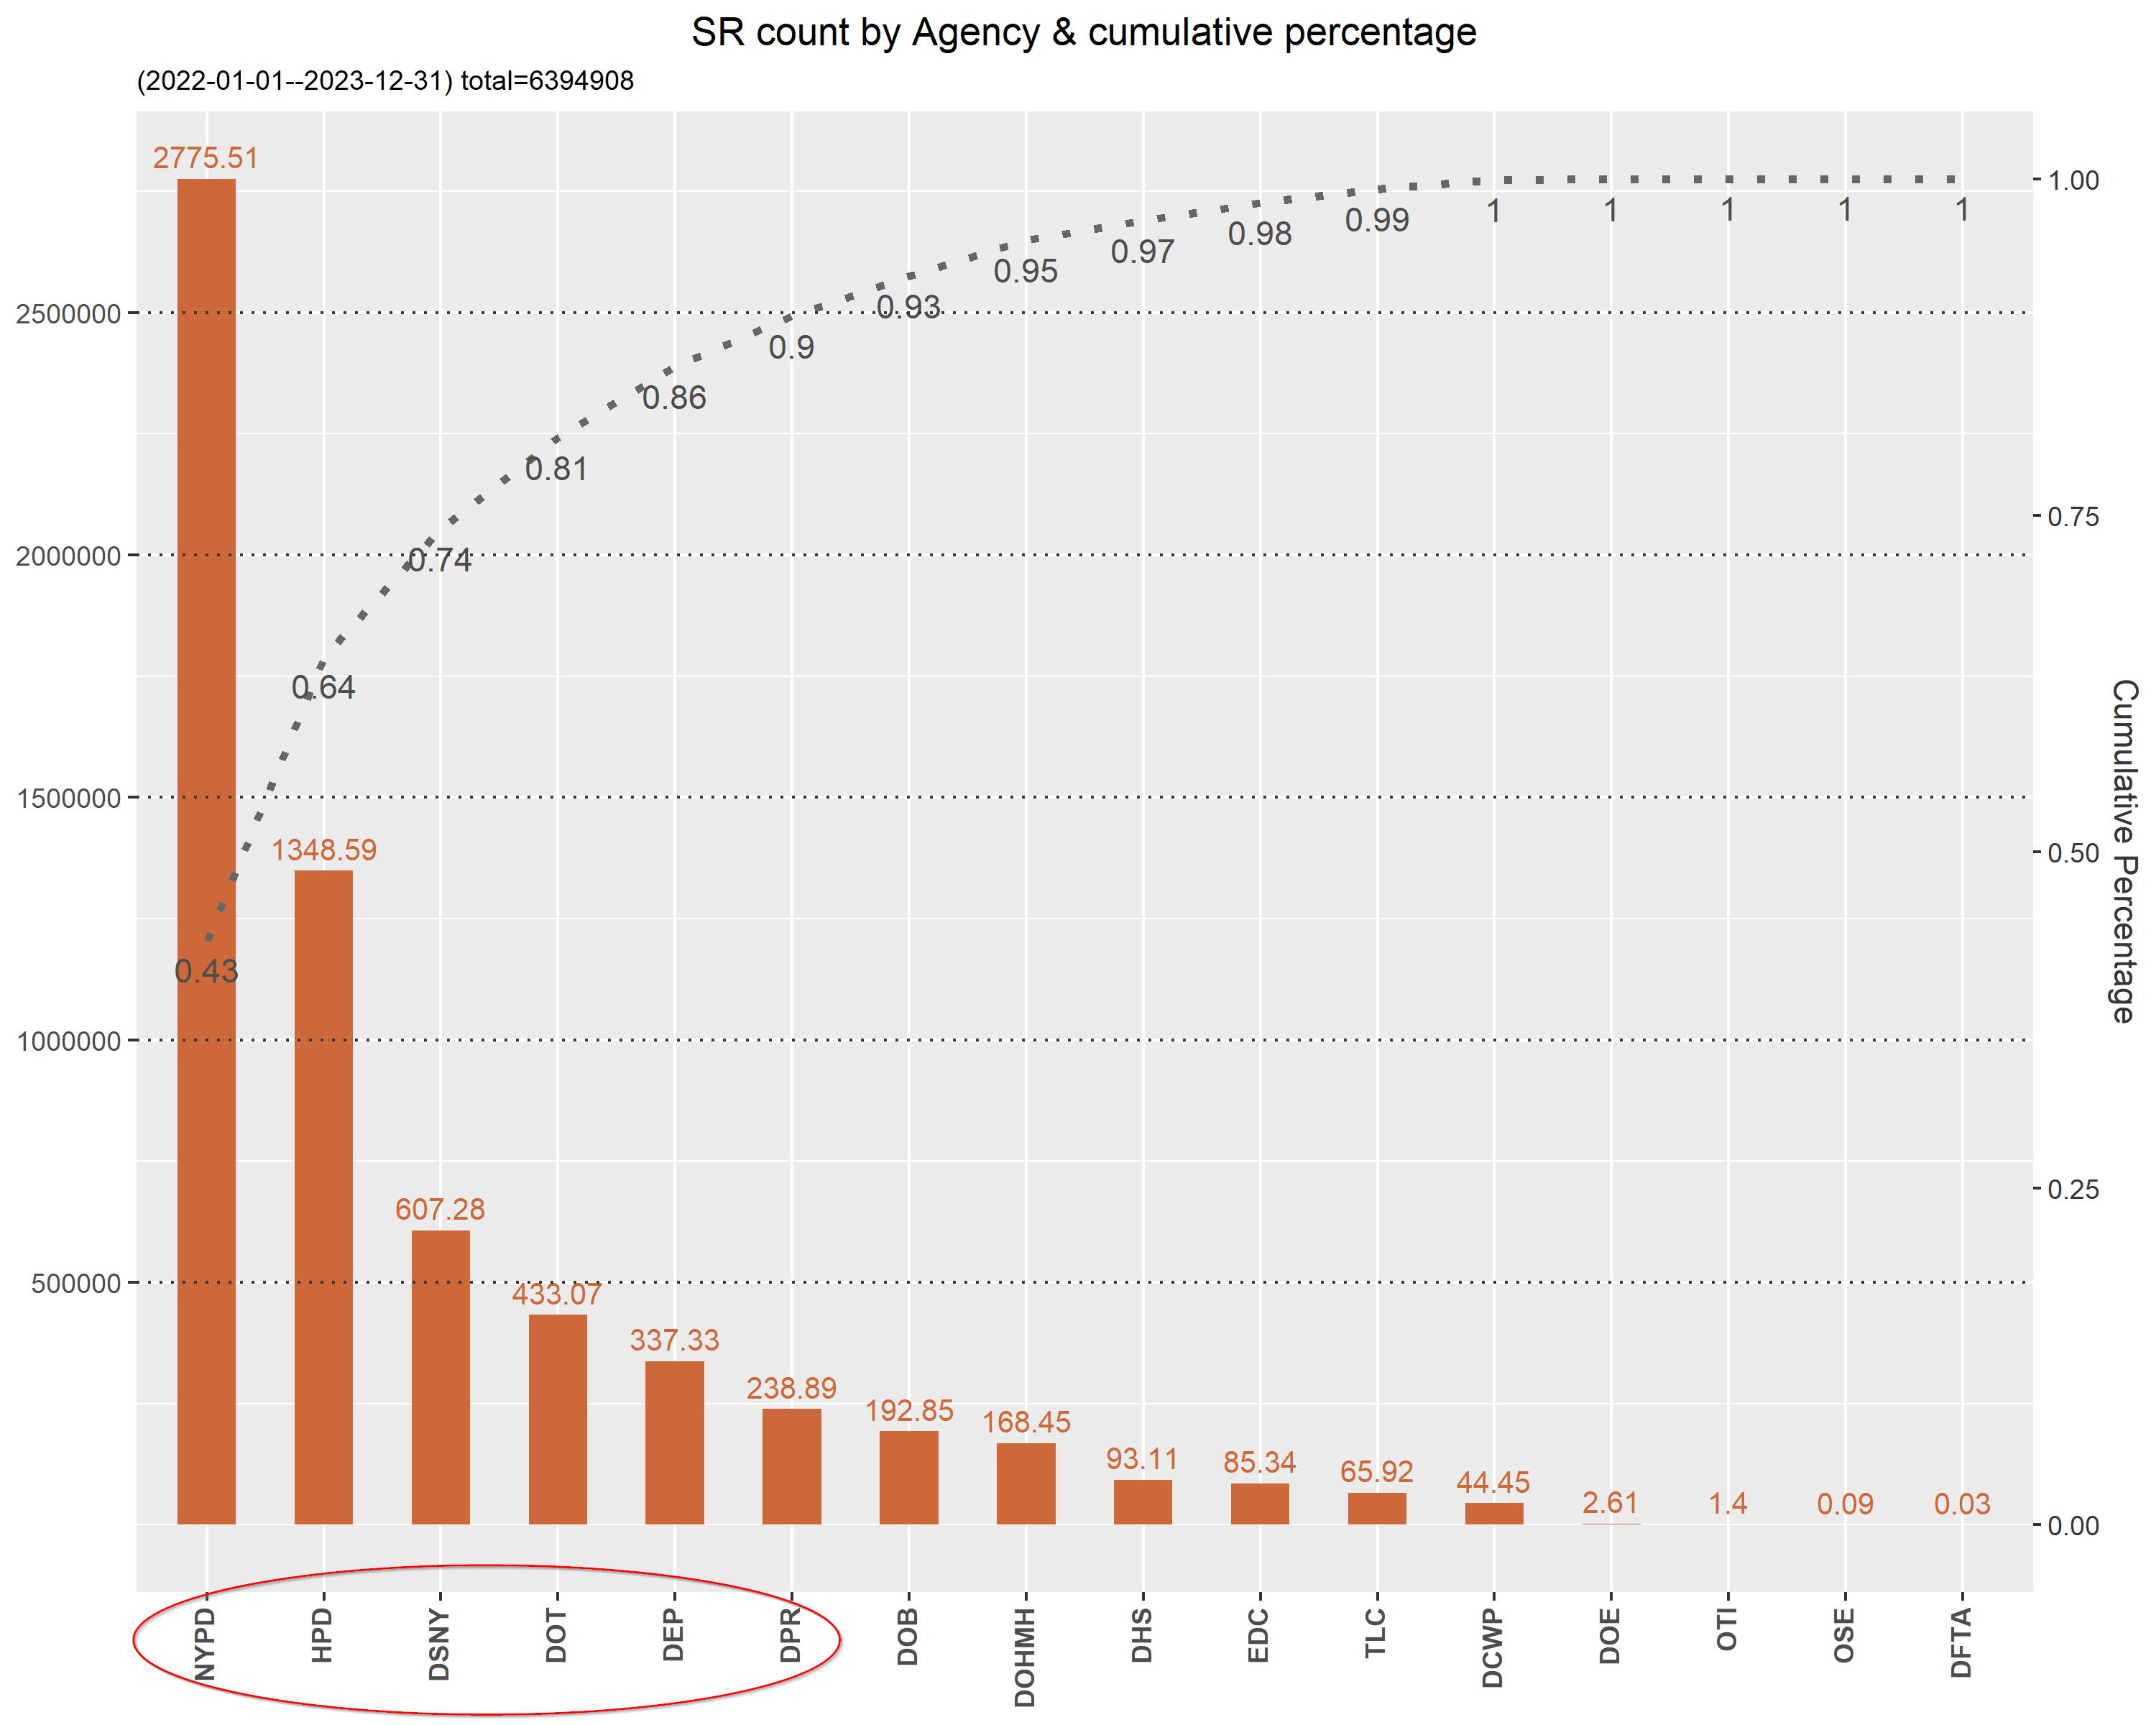 SR count by Agency & cumulative percentage
(2022-01-01--2023-12-31) total=6394908
2775.51
1348.59
607.28
433.07
337.33
238.89
192.85
168.45
93.11
85.34
65.92
44.45
2.61
1.4
0.09
0.03
0.43
0.64
0.74
0.81
0.86
0.9
0.93
0.95
0.97
0.98
0.99
1
1
1
1
1
2500000
2000000
1500000
1000000
500000
1.00
0.75
0.50
0.25
0.00
Cumulative Percentage
NYPD
HPD
DSNY
DOT
DEP
DPR
DOB
DOHMH
DHS
EDC
TLC
DCWP
DOE
OTI
OSE
DFTA